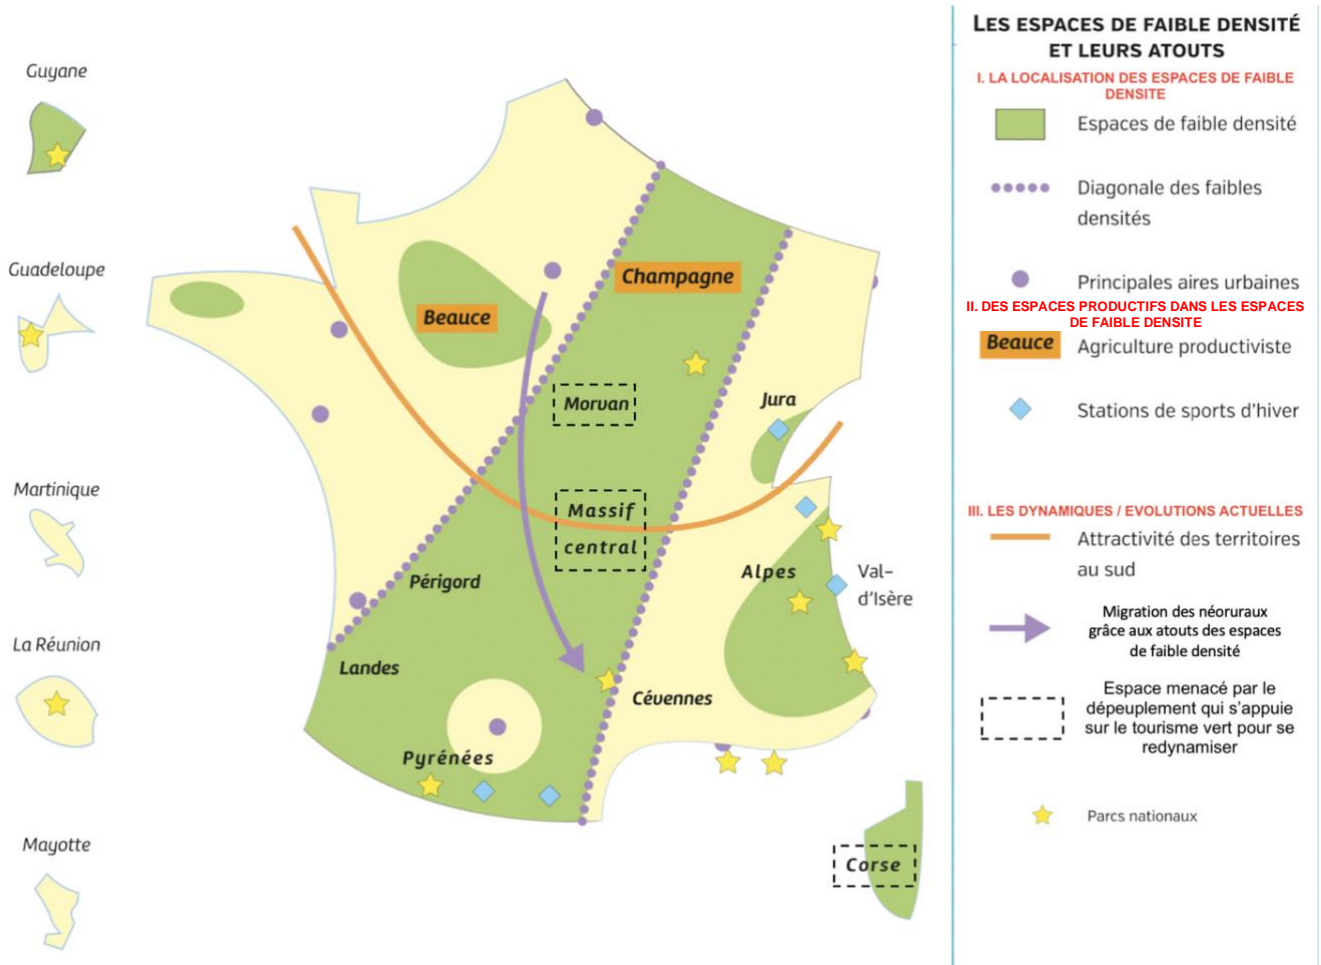 Guyane
Guadeloupe
Martinique
La Réunion
Mayotte
Champagne
Beauce
Morvan
Jura
Massif
central
Périgord
Alpes
Val-
d'Isère
Landes
Cévennes
Pyrénées
Corse
LES ESPACES DE FAIBLE DENSITÉ
ET LEURS ATOUTS
I. LA LOCALISATION DES ESPACES DE FAIBLE
DENSITE
Espaces de faible densité
Diagonale des faibles
densités
Principales aires urbaines
II. DES ESPACES PRODUCTIFS DANS LES ESPACES
DE FAIBLE DENSITE
Beauce
Agriculture productiviste
Stations de sports d'hiver
III. LES DYNAMIQUES / EVOLUTIONS ACTUELLES
Attractivité des territoires
au sud
Migration des néoruraux
grâce aux atouts des espaces
de faible densité
Espace menacé par le
dépeuplement qui s'appuie
sur le tourisme vert pour se
redynamiser
Parcs nationaux